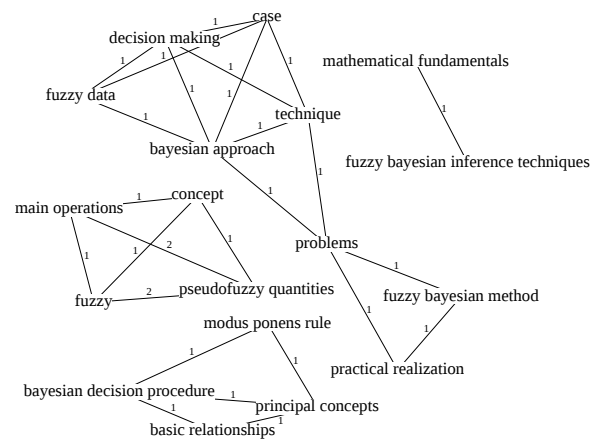 case
1
decision making
1
1
1
mathematical fundamentals
1
fuzzy data
1
1
1
1
technique
1
bayesian approach
fuzzy bayesian inference techniques
1
1
main operations
1
concept
1
1
2
1
problems
1
fuzzy
2
pseudofuzzy quantities
fuzzy bayesian method
1
modus ponens rule
1
1
1
practical realization
bayesian decision procedure
1
principal concepts
1
basic relationships
1